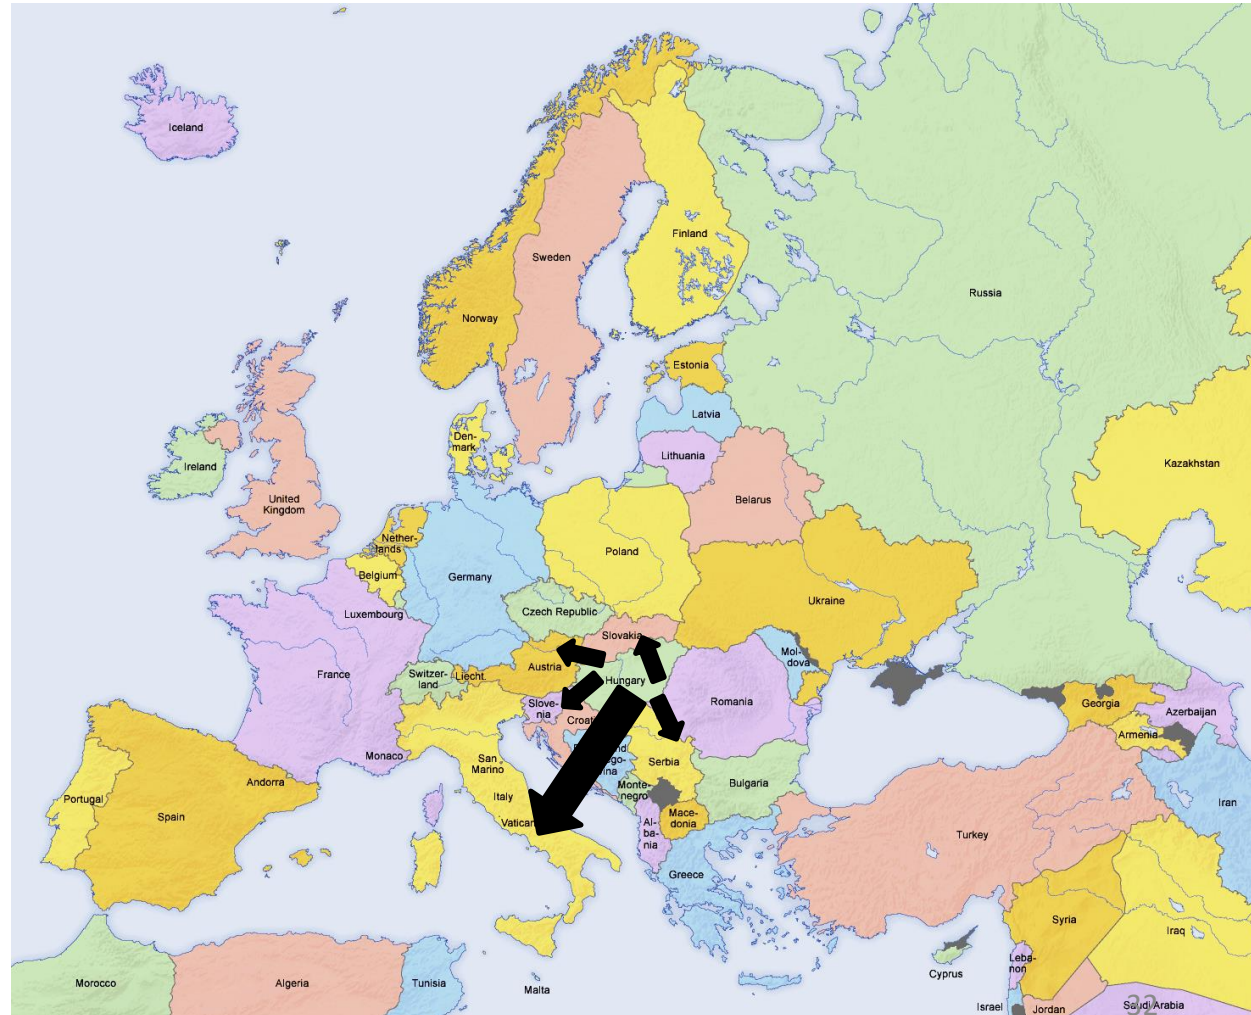 Iceland
Finland
Sweden
Russia
Norway
Estonia
Latvia
Den-
mark
Lithuania
Kazakhstan
Ireland
United
Kingdom
Belarus
Nether-
lands
Poland
Belgium
Germany
Ukraine
Czech Republic
Luxembourg
Slovakia
Mol-
dova
Austria
France
Switzer-
land
Liecht.
Hungary
Slove-
nia
Romania
Georgia
Azerbaijan
Armenia
San
Marino
Monaco
Serbia
Andorra
Monte-
negro
Bulgaria
Portugal
Italy
Iran
Spain
Mace-
donia
Al-
ba-
nia
Turkey
Greece
Syria
Iraq
Leba-
non
Cyprus
Morocco
Algeria
Tunisia
Malta
Israel
Jordan
Saudi Arabia
32